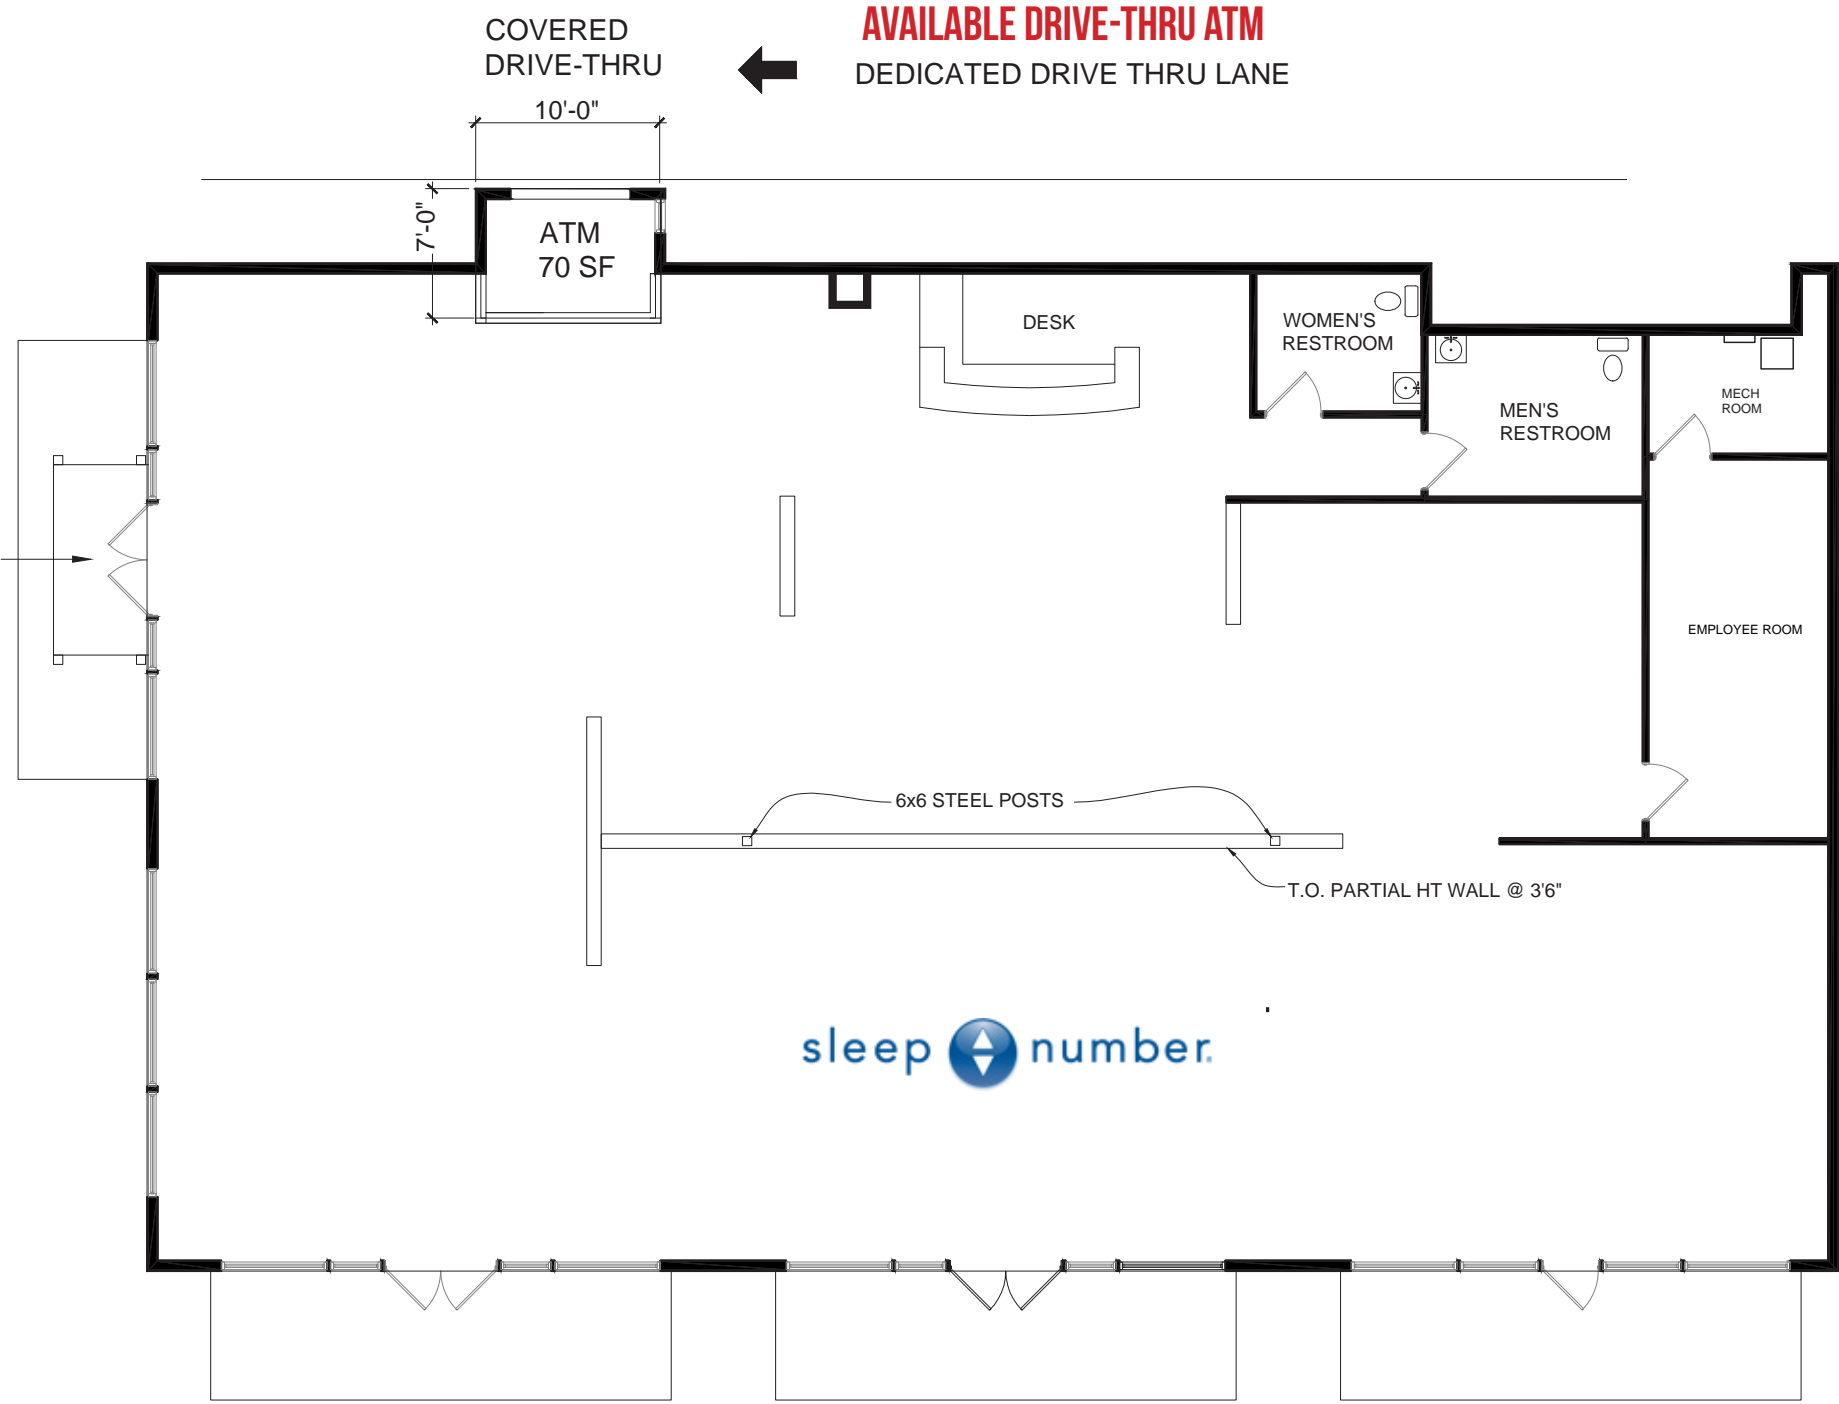 COVERED
DRIVE-THRU
AVAILABLE DRIVE-THRU ATM
DEDICATED DRIVE THRU LANE
10'-0"
7'-0"
ATM
70 SF
DESK
WOMEN'S
RESTROOM
MEN'S
RESTROOM
MECH
ROOM
EMPLOYEE ROOM
6x6 STEEL POSTS
T.O. PARTIAL HT WALL @ 3'6"
sleep number.